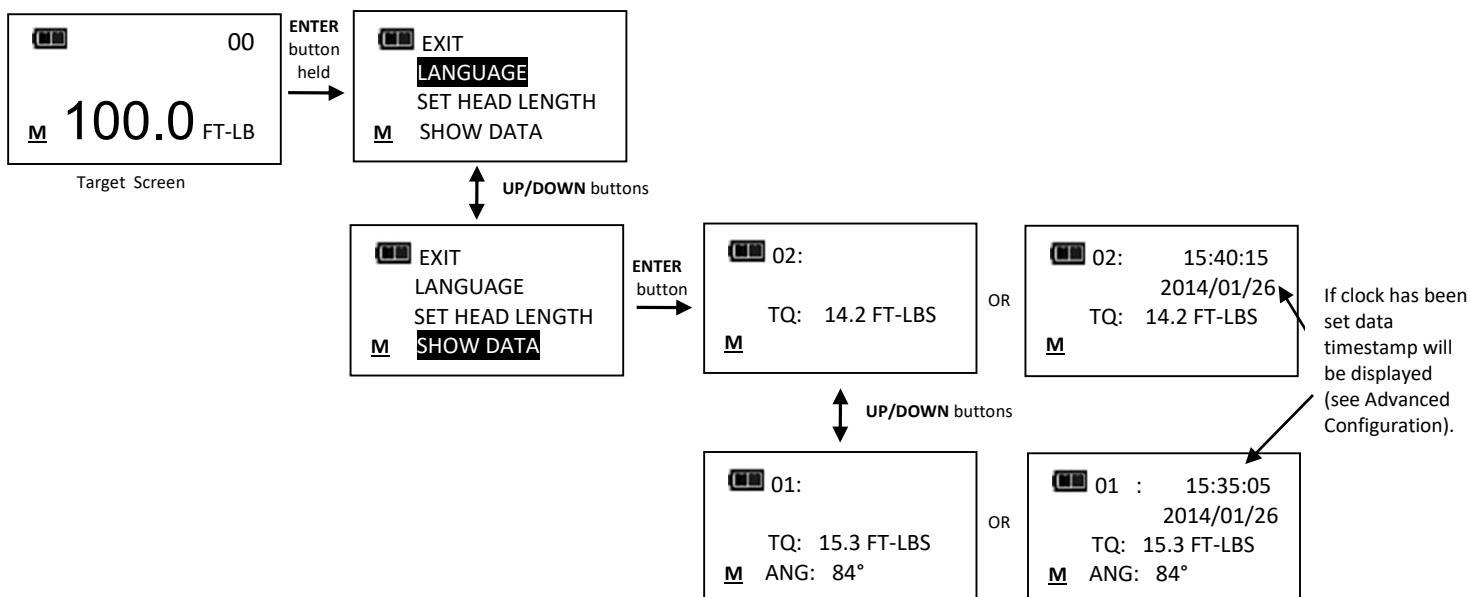 00
M 100.0 FT-LB
Target Screen
ENTER
button
held
EXIT
LANGUAGE
SET HEAD LENGTH
M SHOW DATA
UP/DOWN buttons
EXIT
LANGUAGE
SET HEAD LENGTH
M SHOW DATA
ENTER
button
02:
TQ: 14.2 FT-LBS
M
OR
02: 15:40:15
2014/01/26
TQ: 14.2 FT-LBS
M
If clock has been
set data
timestamp will
be displayed
(see Advanced
Configuration).
UP/DOWN buttons
01:
TQ: 15.3 FT-LBS
M ANG: 84°
OR
01 : 15:35:05
2014/01/26
TQ: 15.3 FT-LBS
M ANG: 84°